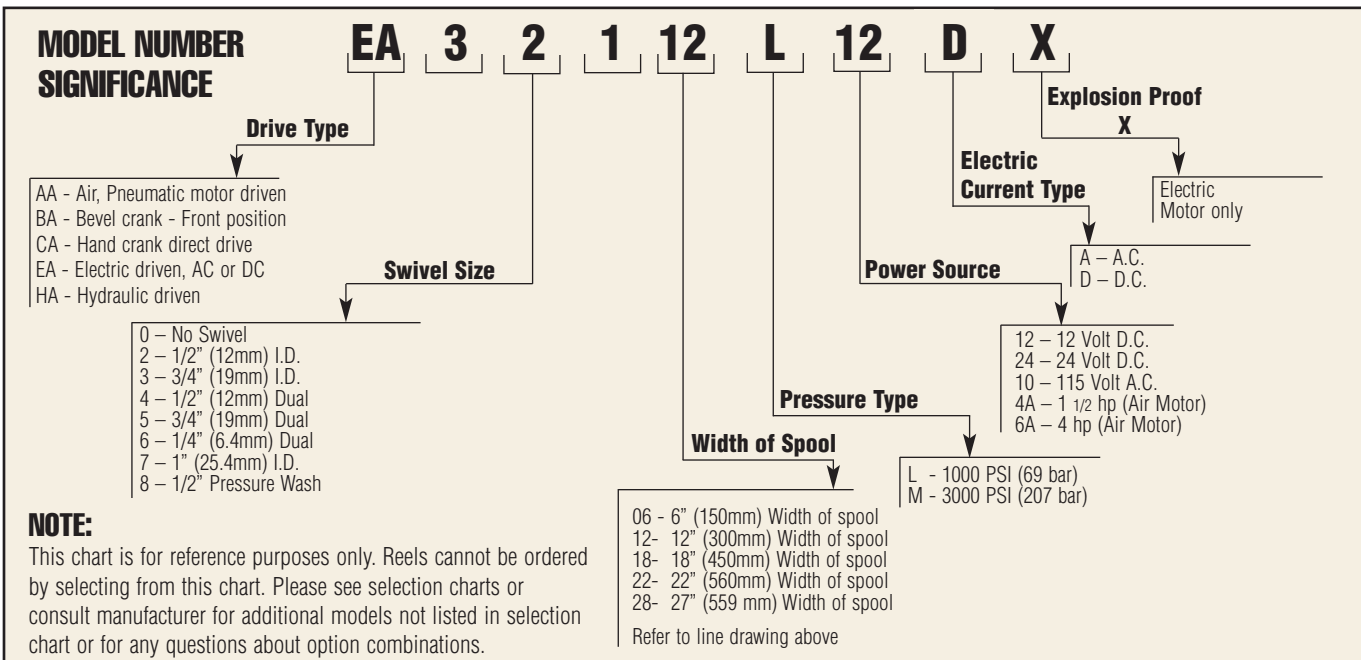 MODEL NUMBER
SIGNIFICANCE
EA 3 2 1 12 L 12 D X
Drive Type
AA - Air, Pneumatic motor driven
BA - Bevel crank - Front position
CA - Hand crank direct drive
EA - Electric driven, AC or DC
HA - Hydraulic driven
Swivel Size
0 – No Swivel
2 – 1/2” (12mm) I.D.
3 – 3/4” (19mm) I.D.
4 – 1/2” (12mm) Dual
5 – 3/4” (19mm) Dual
6 – 1/4” (6.4mm) Dual
7 – 1” (25.4mm) I.D.
8 – 1/2” Pressure Wash
Width of Spool
06 - 6” (150mm) Width of spool
12- 12” (300mm) Width of spool
18- 18” (450mm) Width of spool
22- 22” (560mm) Width of spool
28- 27” (559 mm) Width of spool
Refer to line drawing above
Pressure Type
L - 1000 PSI (69 bar)
M - 3000 PSI (207 bar)
Power Source
12 – 12 Volt D.C.
24 – 24 Volt D.C.
10 – 115 Volt A.C.
4A – 1 1/2 hp (Air Motor)
6A – 4 hp (Air Motor)
Electric
Current Type
A – A.C.
D – D.C.
Explosion Proof
X
Electric
Motor only
NOTE:
This chart is for reference purposes only. Reels cannot be ordered
by selecting from this chart. Please see selection charts or
consult manufacturer for additional models not listed in selection
chart or for any questions about option combinations.